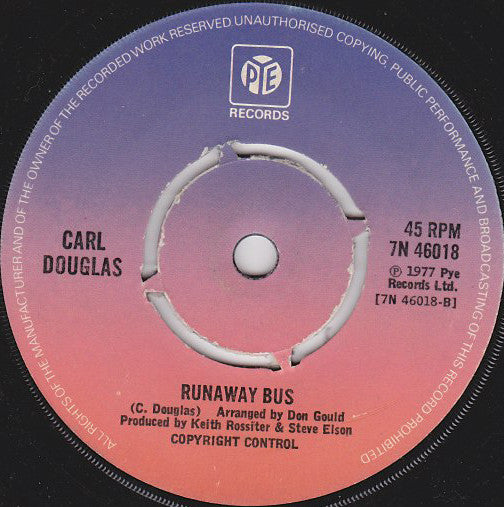 ALL RIGHTS OF THE MANUFACTURER AND OF THE OWNER OF THE RECORDED WORK RESERVED UNAUTHORISED COPYING, PUBLIC PERFORMANCE AND BROADCASTING OF THIS RECORD PROHIBITED
PYE
RECORDS
CARL
DOUGLAS
45 RPM
7N 46018
℗ 1977 Pye
Records Ltd.
[7N 46018-B]
RUNAWAY BUS
(C. Douglas) Arranged by Don Gould
Produced by Keith Rossiter & Steve Elson
COPYRIGHT CONTROL